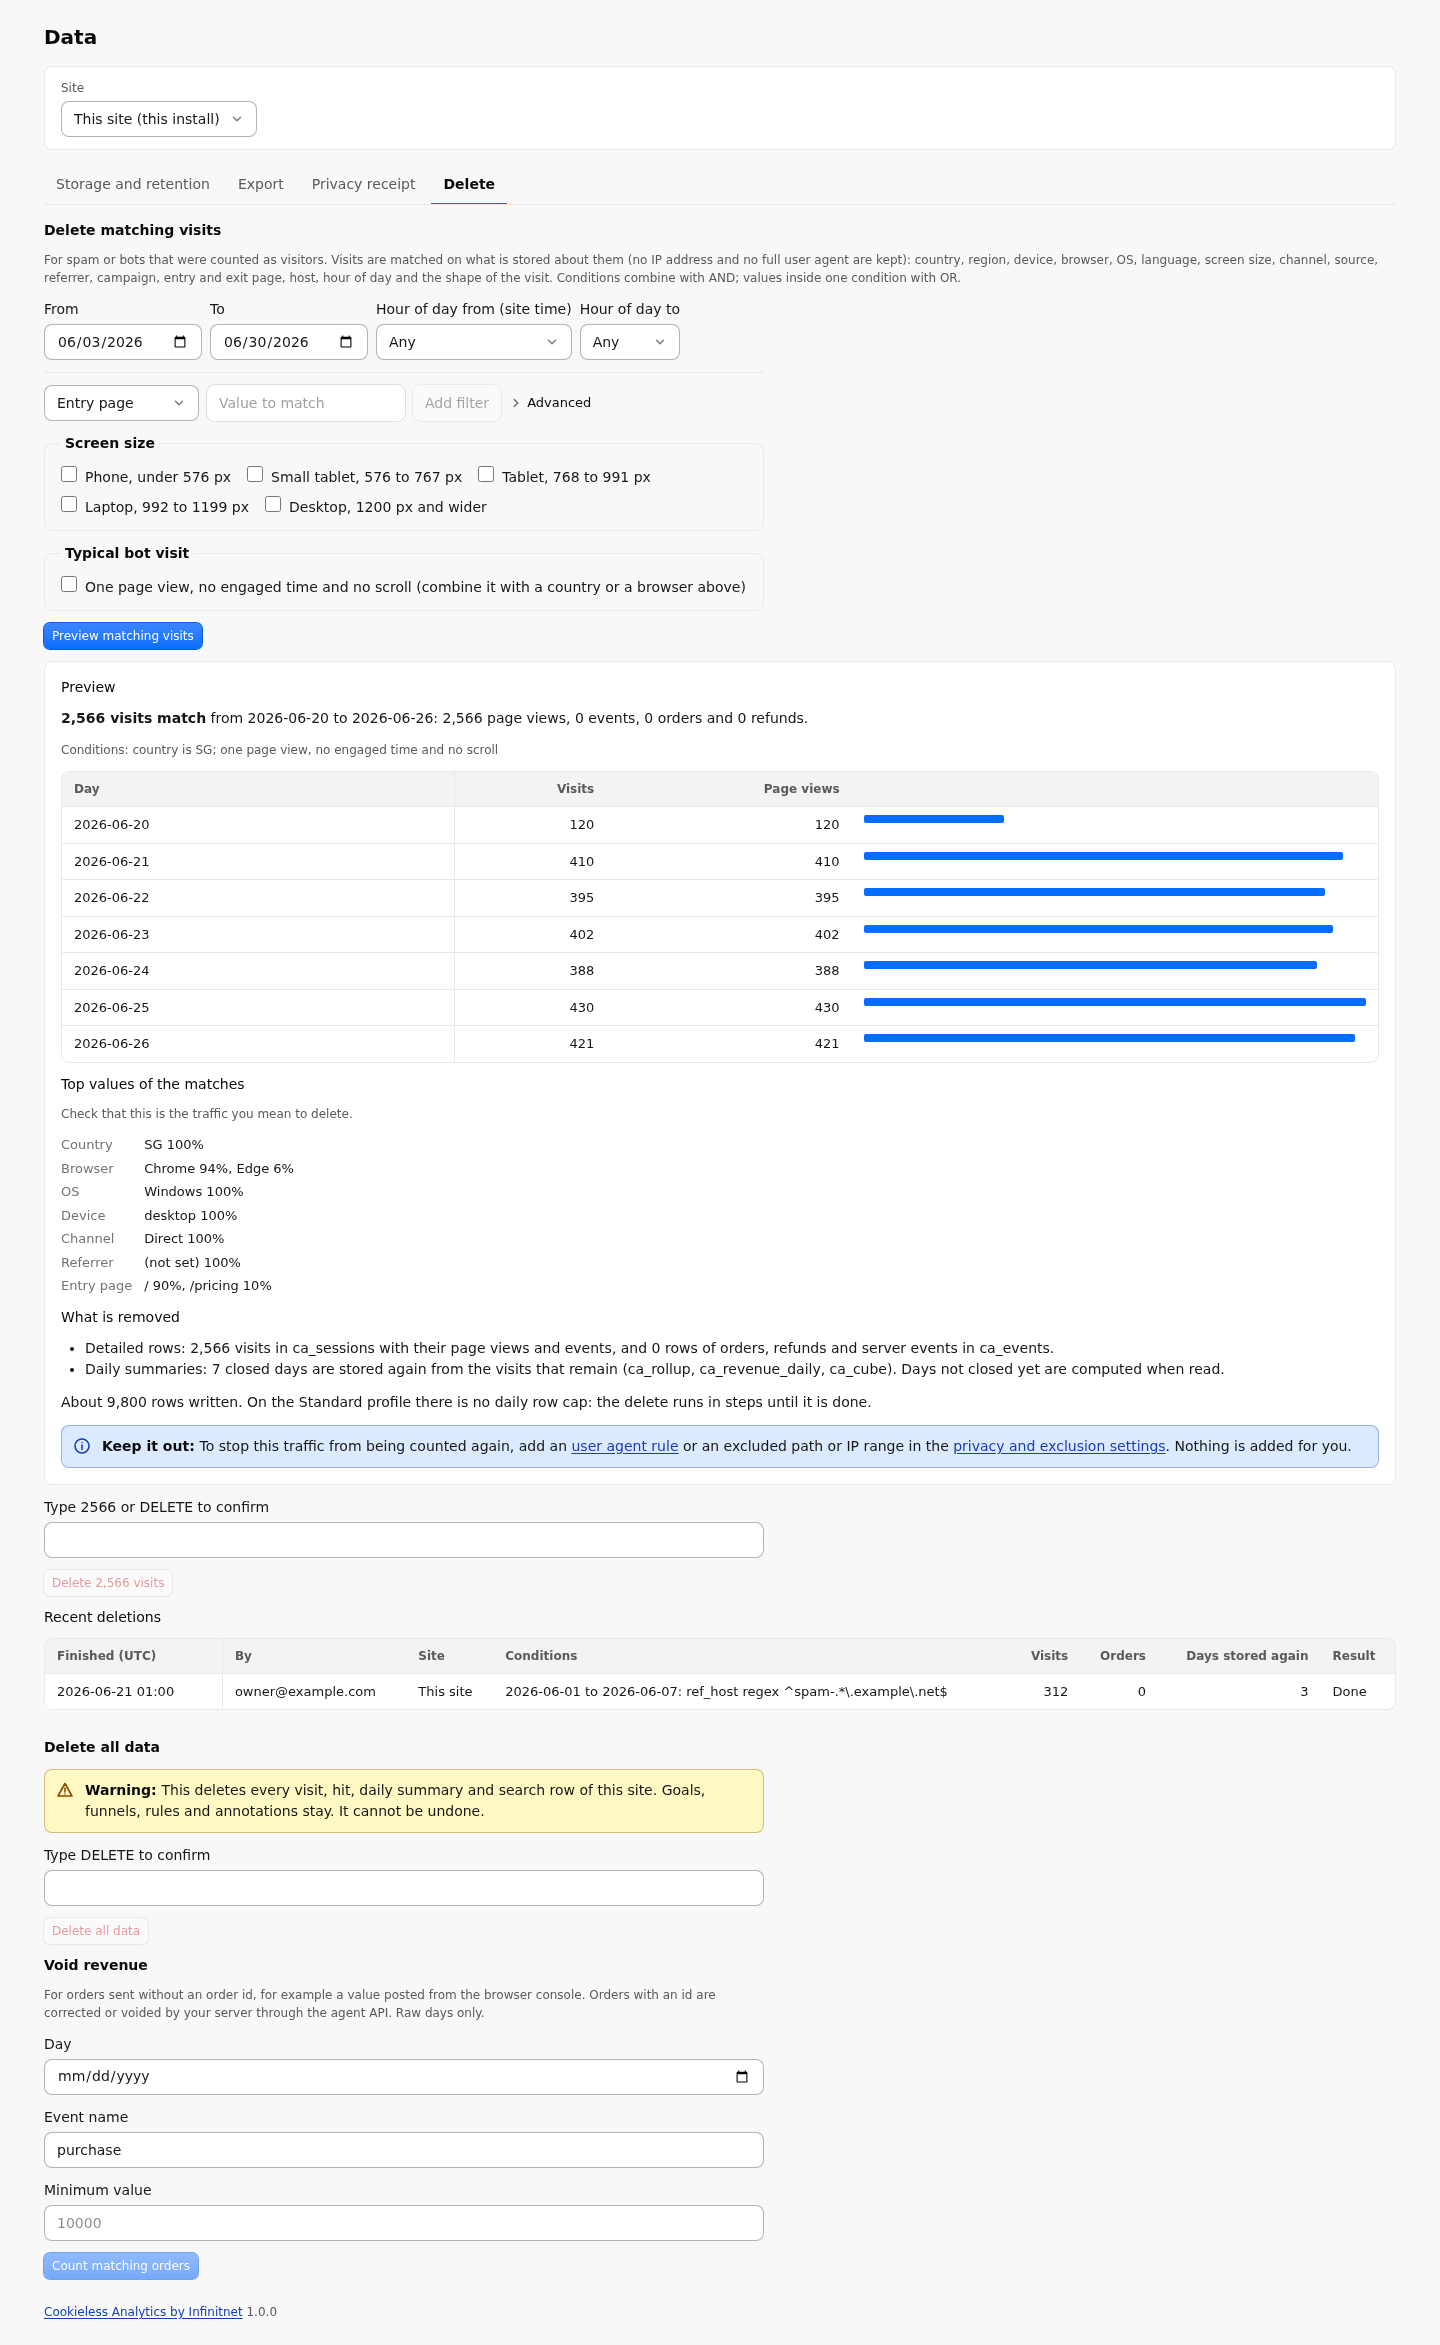 Data
Site
This site (this install)
Storage and retention
Export
Privacy receipt
Delete
Delete matching visits
For spam or bots that were counted as visitors. Visits are matched on what is stored about them (no IP address and no full user agent are kept): country, region, device, browser, OS, language, screen size, channel, source,
referrer, campaign, entry and exit page, host, hour of day and the shape of the visit. Conditions combine with AND; values inside one condition with OR.
From To Hour of day from (site time) Hour of day to
06/03/2026 06/30/2026 Any Any
Entry page Value to match Add filter Advanced
Screen size
Phone, under 576 px Small tablet, 576 to 767 px Tablet, 768 to 991 px
Laptop, 992 to 1199 px Desktop, 1200 px and wider
Typical bot visit
One page view, no engaged time and no scroll (combine it with a country or a browser above)
Preview matching visits
Preview
2,566 visits match from 2026-06-20 to 2026-06-26: 2,566 page views, 0 events, 0 orders and 0 refunds.
Conditions: country is SG; one page view, no engaged time and no scroll
Day Visits Page views
2026-06-20 120 120
2026-06-21 410 410
2026-06-22 395 395
2026-06-23 402 402
2026-06-24 388 388
2026-06-25 430 430
2026-06-26 421 421
Top values of the matches
Check that this is the traffic you mean to delete.
Country SG 100%
Browser Chrome 94%, Edge 6%
OS Windows 100%
Device desktop 100%
Channel Direct 100%
Referrer (not set) 100%
Entry page / 90%, /pricing 10%
What is removed
• Detailed rows: 2,566 visits in ca_sessions with their page views and events, and 0 rows of orders, refunds and server events in ca_events.
• Daily summaries: 7 closed days are stored again from the visits that remain (ca_rollup, ca_revenue_daily, ca_cube). Days not closed yet are computed when read.
About 9,800 rows written. On the Standard profile there is no daily row cap: the delete runs in steps until it is done.
Keep it out: To stop this traffic from being counted again, add an user agent rule or an excluded path or IP range in the privacy and exclusion settings. Nothing is added for you.
Type 2566 or DELETE to confirm
Delete 2,566 visits
Recent deletions
Finished (UTC) By Site Conditions Visits Orders Days stored again Result
2026-06-21 01:00 owner@example.com This site 2026-06-01 to 2026-06-07: ref_host regex ^spam-.*\.example\.net$ 312 0 3 Done
Delete all data
Warning: This deletes every visit, hit, daily summary and search row of this site. Goals,
funnels, rules and annotations stay. It cannot be undone.
Type DELETE to confirm
Delete all data
Void revenue
For orders sent without an order id, for example a value posted from the browser console. Orders with an id are
corrected or voided by your server through the agent API. Raw days only.
Day
mm/dd/yyyy
Event name
purchase
Minimum value
10000
Count matching orders
Cookieless Analytics by Infinitnet 1.0.0